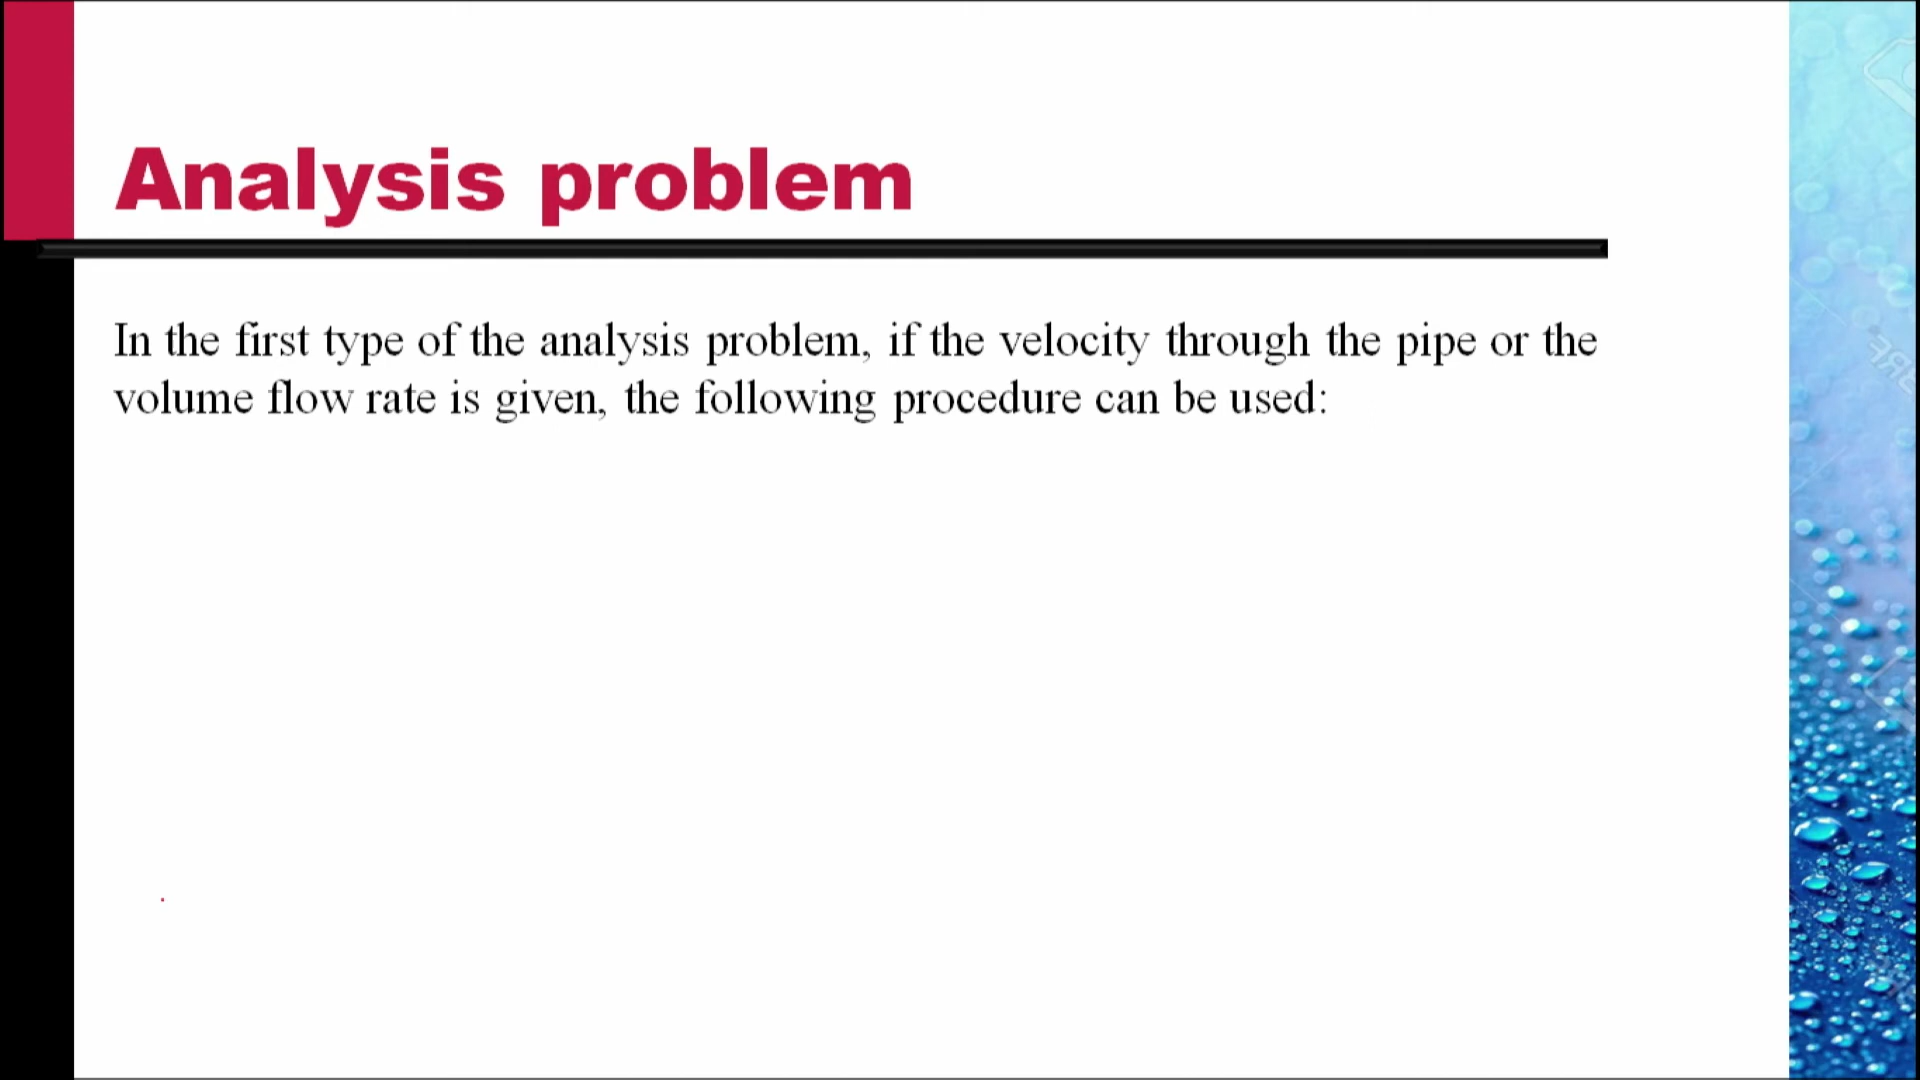 Analysis problem
In the first type of the analysis problem, if the velocity through the pipe or the
volume flow rate is given, the following procedure can be used: